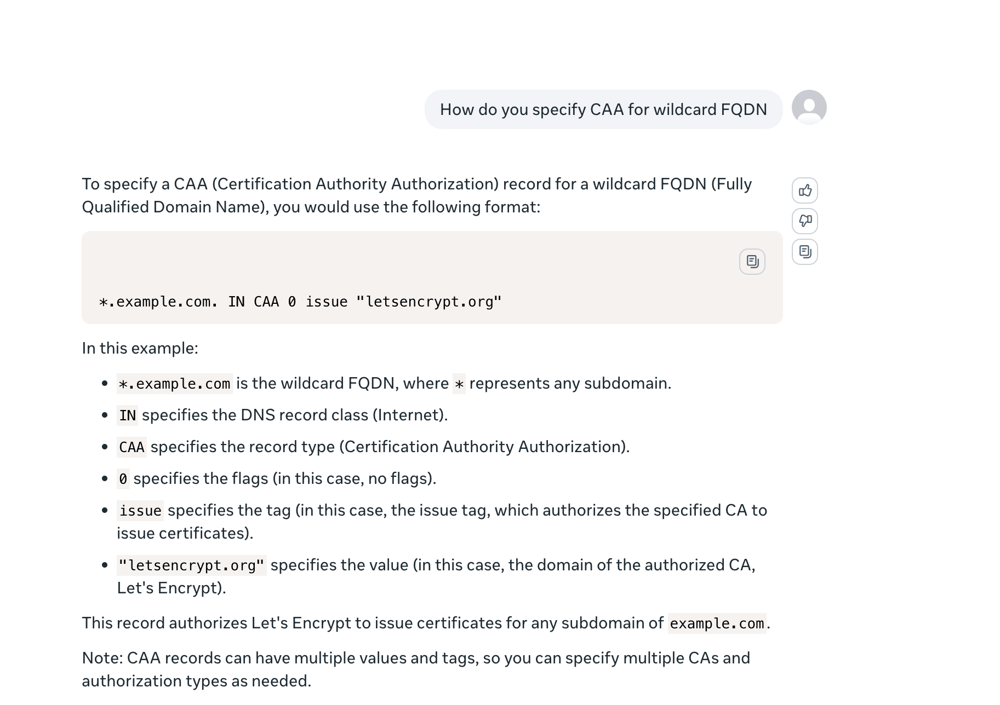 How do you specify CAA for wildcard FQDN
To specify a CAA (Certification Authority Authorization) record for a wildcard FQDN (Fully
Qualified Domain Name), you would use the following format:
*.example.com. IN CAA 0 issue "letsencrypt.org"
In this example:
• *.example.com is the wildcard FQDN, where * represents any subdomain.
• IN specifies the DNS record class (Internet).
• CAA specifies the record type (Certification Authority Authorization).
• 0 specifies the flags (in this case, no flags).
• issue specifies the tag (in this case, the issue tag, which authorizes the specified CA to
issue certificates).
• "letsencrypt.org" specifies the value (in this case, the domain of the authorized CA,
Let's Encrypt).
This record authorizes Let's Encrypt to issue certificates for any subdomain of example.com.
Note: CAA records can have multiple values and tags, so you can specify multiple CAs and
authorization types as needed.